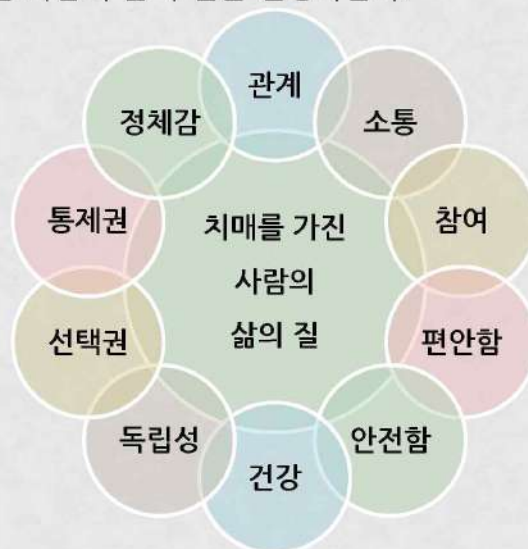 관계
소통
참여
편안함
안전함
건강
독립성
선택권
통제권
정체감
치매를 가진
사람의
삶의 질